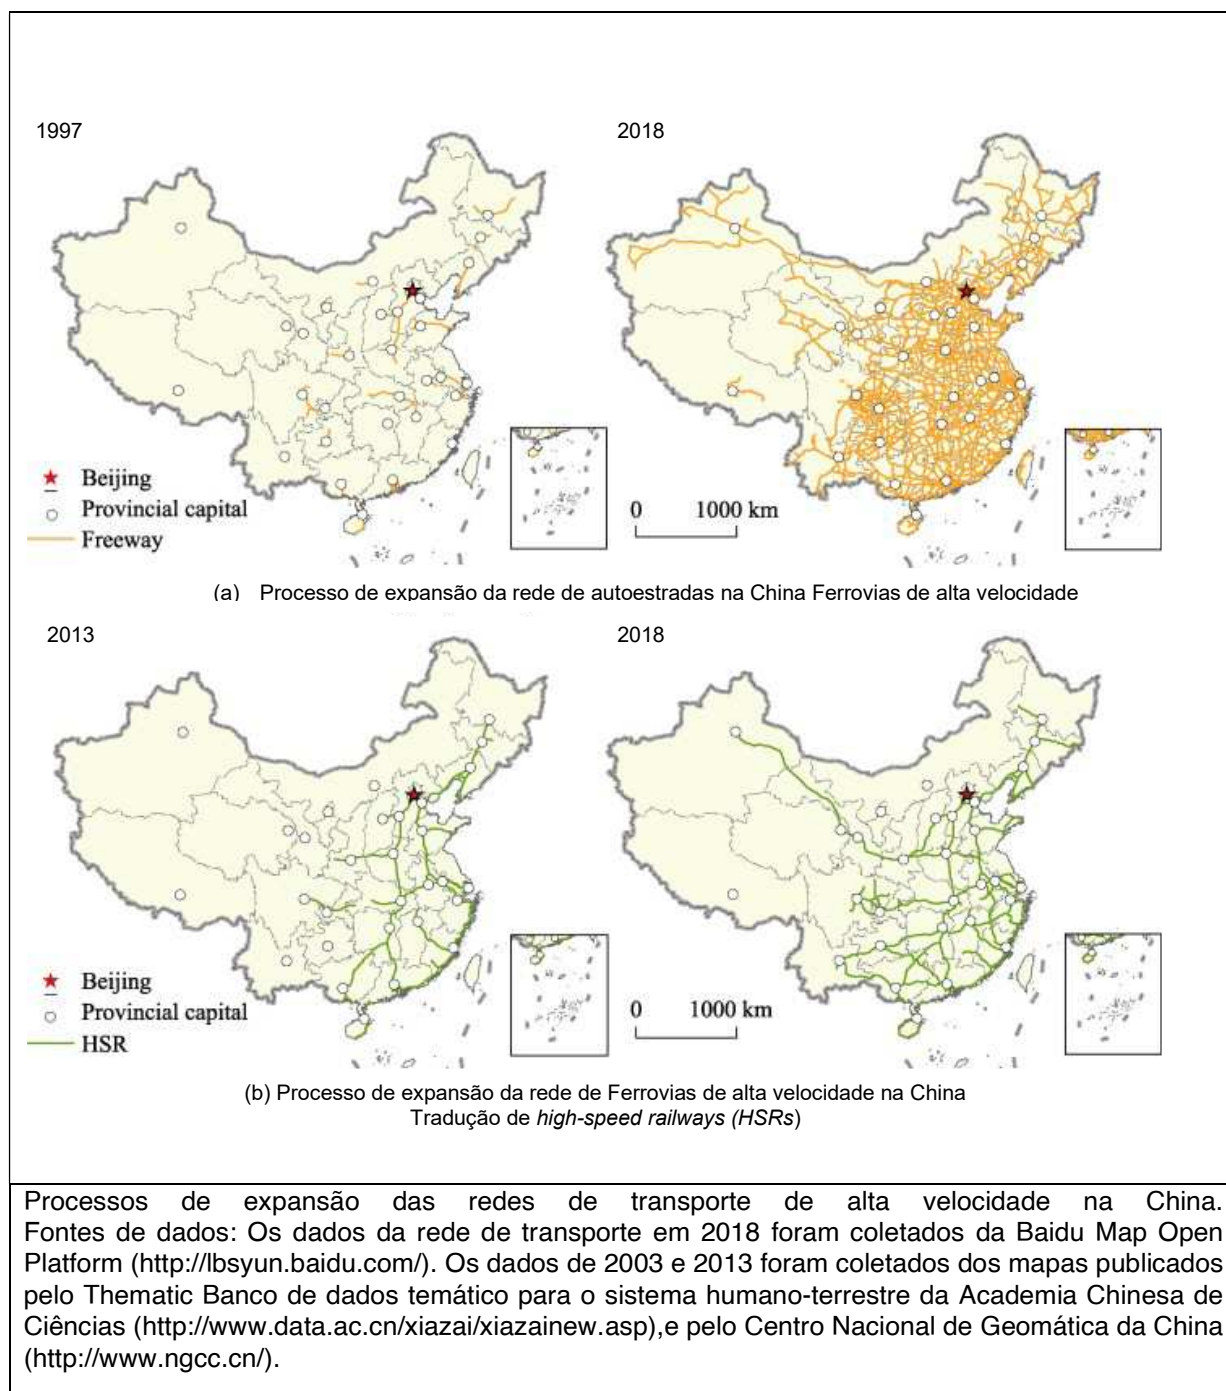 1997
2018
Beijing
Provincial capital
Freeway
0 1000 km
(a) Processo de expansão da rede de autoestradas na China Ferrovias de alta velocidade
2013
2018
Beijing
Provincial capital
HSR
0 1000 km
(b) Processo de expansão da rede de Ferrovias de alta velocidade na China
Tradução de high-speed railways (HSRs)
Processos de expansão das redes de transporte de alta velocidade na China.
Fontes de dados: Os dados da rede de transporte em 2018 foram coletados da Baidu Map Open
Platform (http://lbsyun.baidu.com/). Os dados de 2003 e 2013 foram coletados dos mapas publicados
pelo Thematic Banco de dados temático para o sistema humano-terrestre da Academia Chinesa de
Ciências (http://www.data.ac.cn/xiazai/xiazainew.asp),e pelo Centro Nacional de Geomática da China
(http://www.ngcc.cn/).